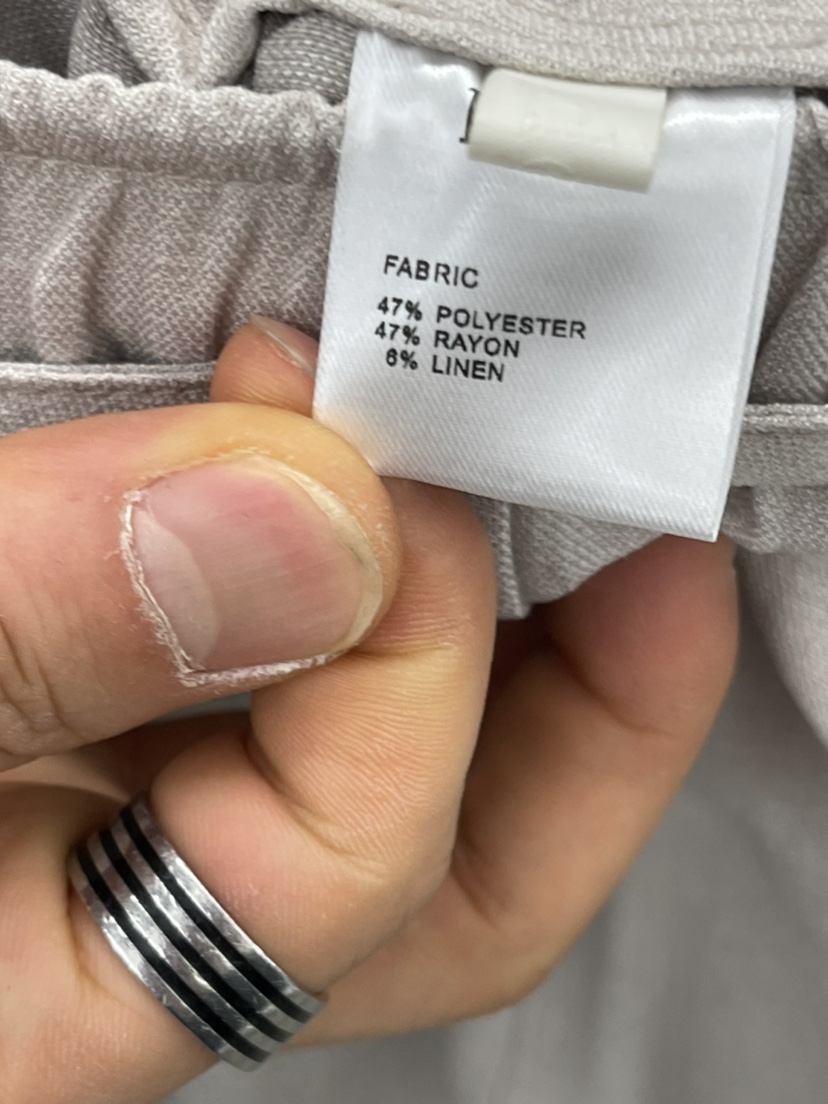 FABRIC
47% POLYESTER
47% RAYON
6% LINEN